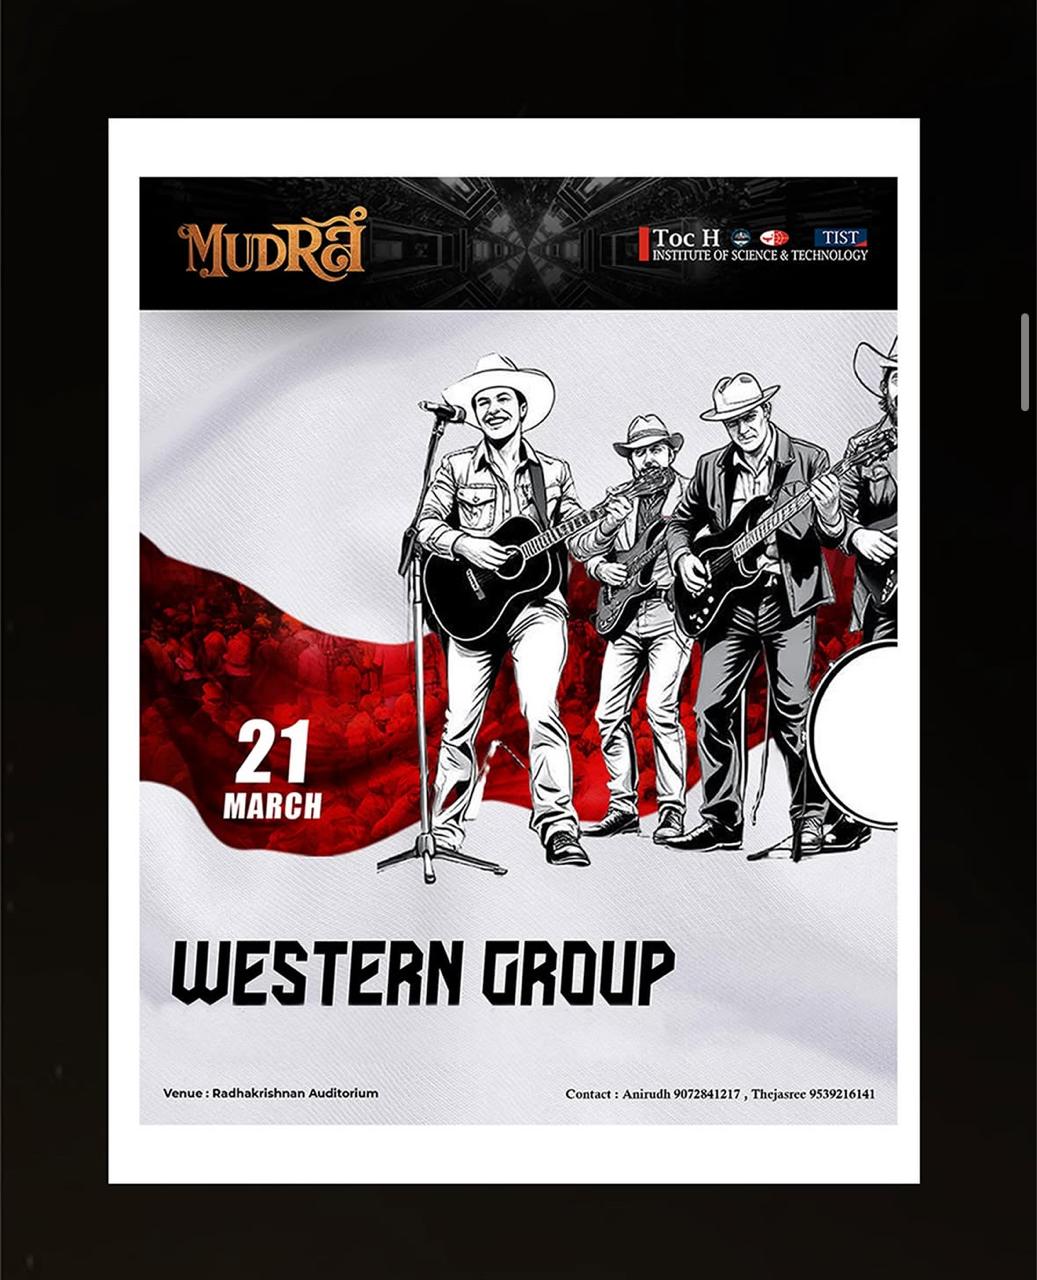 MUDRA
Toc H TIST
INSTITUTE OF SCIENCE & TECHNOLOGY
21
MARCH
WESTERN GROUP
Venue : Radhakrishnan Auditorium
Contact : Anirudh 9072841217 , Thejasree 9539216141